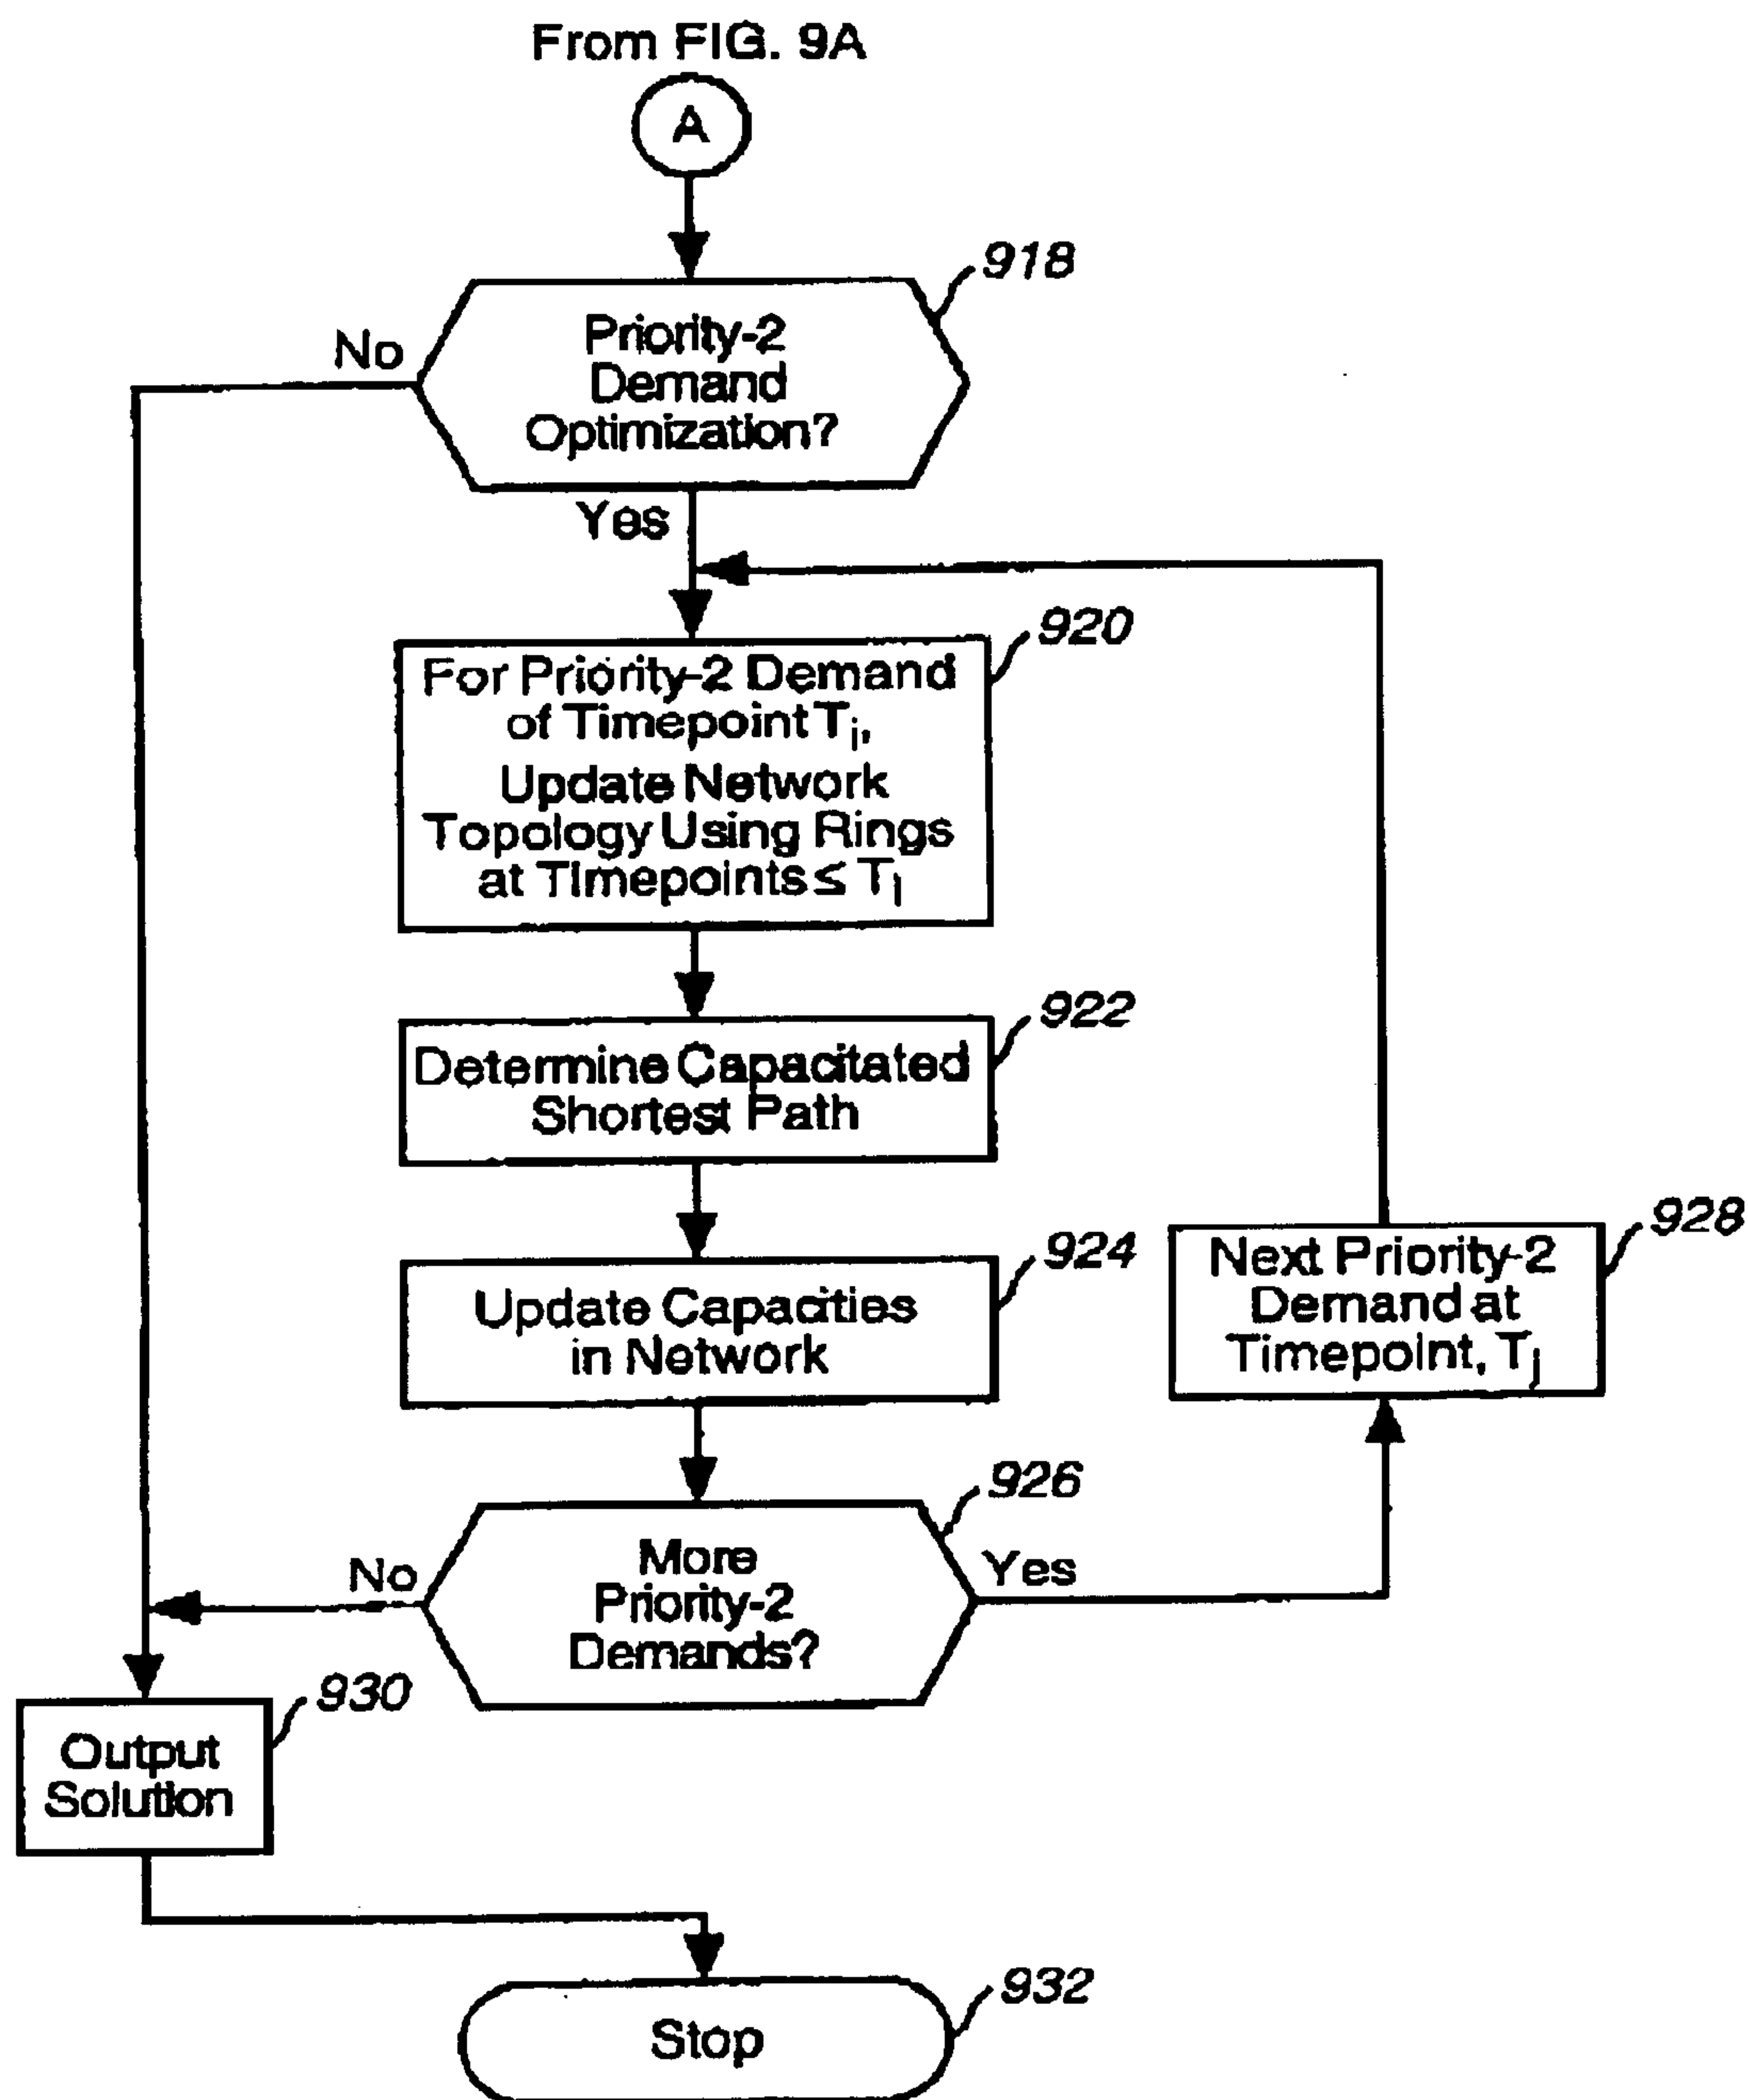 From FIG. 9A
A
918
Priority-2
Demand
Optimization?
No
Yes
920
For Priority-2 Demand
of Timepoint Tj,
Update Network
Topology Using Rings
at Timepoints ≤ Tj
922
Determine Capacitated
Shortest Path
924
Update Capacities
in Network
928
Next Priority-2
Demand at
Timepoint, Tj
926
More
Priority-2
Demands?
No
Yes
930
Output
Solution
932
Stop